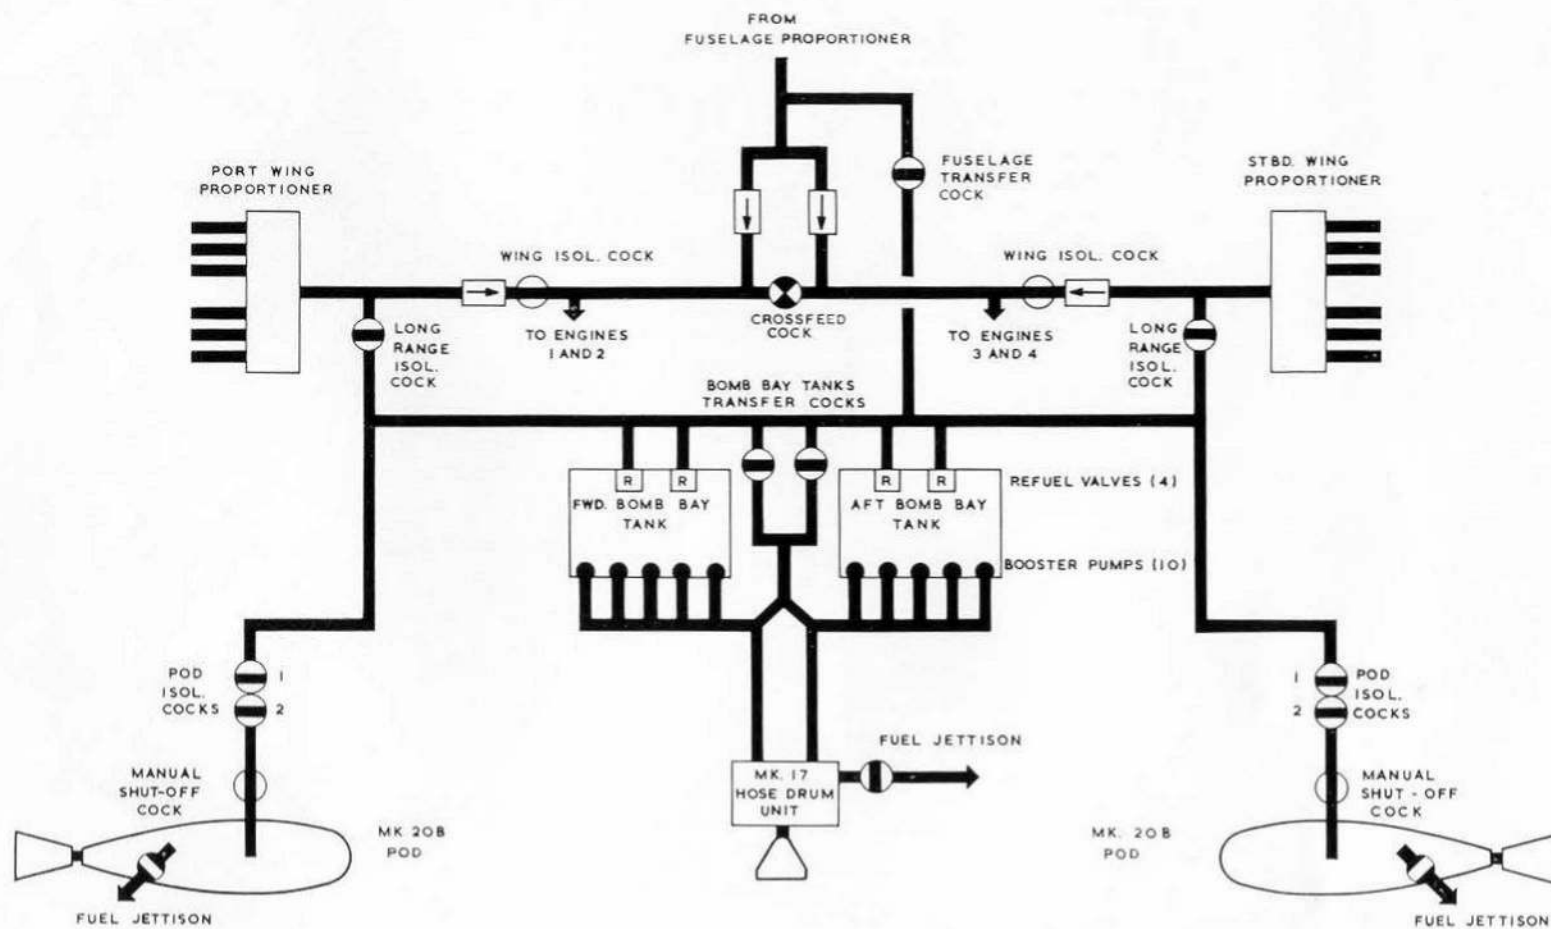 FROM
FUSELAGE PROPORTIONER
PORT WING
PROPORTIONER
FUSELAGE
TRANSFER
COCK
STBD. WING
PROPORTIONER
WING ISOL. COCK
WING ISOL. COCK
LONG
RANGE
ISOL.
COCK
TO ENGINES
1 AND 2
CROSSFEED
COCK
TO ENGINES
3 AND 4
LONG
RANGE
ISOL.
COCK
BOMB BAY TANKS
TRANSFER COCKS
R
R
R
R
REFUEL VALVES (4)
FWD. BOMB BAY
TANK
AFT BOMB BAY
TANK
BOOSTER PUMPS (10)
POD
ISOL.
COCKS
1
2
1
2
POD
ISOL.
COCKS
FUEL JETTISON
MANUAL
SHUT-OFF
COCK
MK. 17
HOSE DRUM
UNIT
MANUAL
SHUT - OFF
COCK
MK 20B
POD
MK. 20B
POD
FUEL JETTISON
FUEL JETTISON